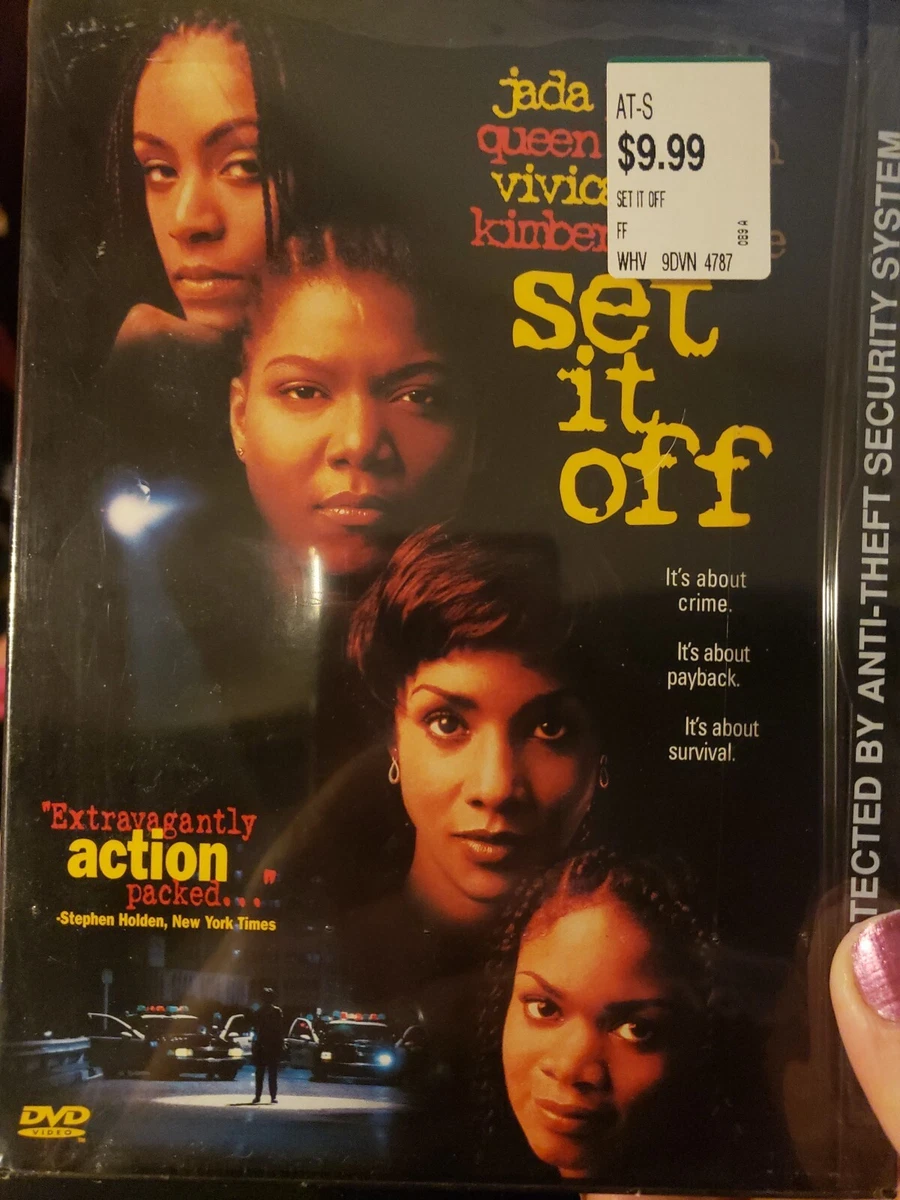 jada
queen
vivica
kimber
AT-S
$9.99
SET IT OFF
FF
089 A
WHV 9DVN 4787
set
it
off
It's about
crime.
It's about
payback.
It's about
survival.
"Extravagantly
action
packed..."
-Stephen Holden, New York Times
DVD
VIDEO
TECTED BY ANTI-THEFT SECURITY SYSTEM